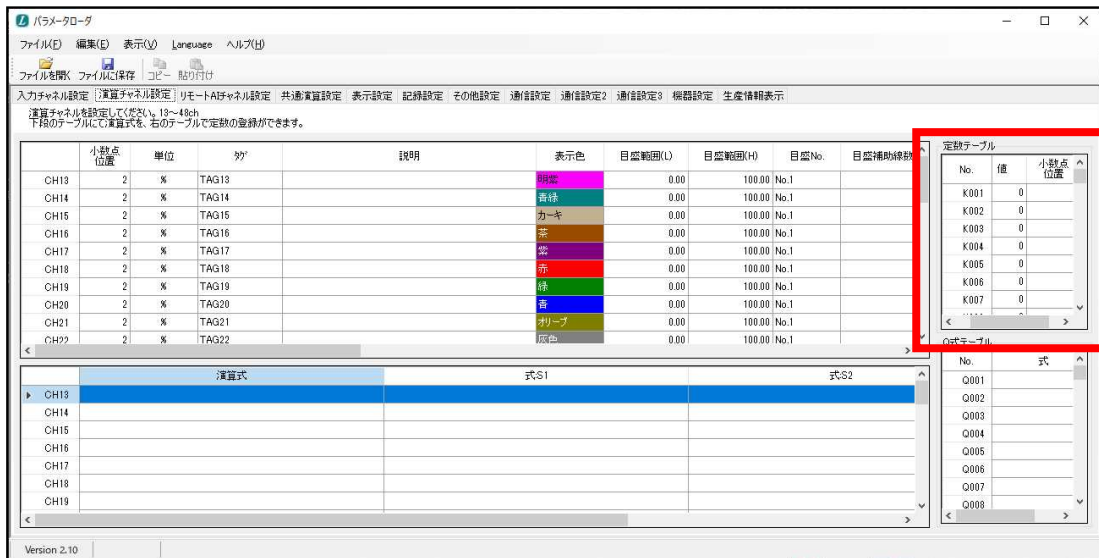 パラメータローダ
ファイル(F) 編集(E) 表示(V) Language ヘルプ(H)
ファイルを開く ファイルに保存 コピー 貼り付け
入力チャネル設定 演算チャネル設定 リモートAIチャネル設定 共通演算設定 表示設定 記録設定 その他設定 通信設定 通信設定2 通信設定3 機器設定 生産情報表示
演算チャネルを設定してください。13～48ch
下段のテーブルにて演算式を、右のテーブルで定数の登録ができます。
小数点位置 単位 タグ 説明 表示色 目盛範囲(L) 目盛範囲(H) 目盛No. 目盛補助線数
CH13 2 % TAG13 明紫 0.00 100.00 No.1
CH14 2 % TAG14 青緑 0.00 100.00 No.1
CH15 2 % TAG15 カーキ 0.00 100.00 No.1
CH16 2 % TAG16 茶 0.00 100.00 No.1
CH17 2 % TAG17 紫 0.00 100.00 No.1
CH18 2 % TAG18 赤 0.00 100.00 No.1
CH19 2 % TAG19 緑 0.00 100.00 No.1
CH20 2 % TAG20 青 0.00 100.00 No.1
CH21 2 % TAG21 オリーブ 0.00 100.00 No.1
CH22 2 % TAG22 灰色 0.00 100.00 No.1
定数テーブル
No. 値 小数点位置
K001 0
K002 0
K003 0
K004 0
K005 0
K006 0
K007 0
演算式 式:S1 式:S2
CH13
CH14
CH15
CH16
CH17
CH18
CH19
Q式テーブル
No. 式
Q001
Q002
Q003
Q004
Q005
Q006
Q007
Q008
Version 2.10